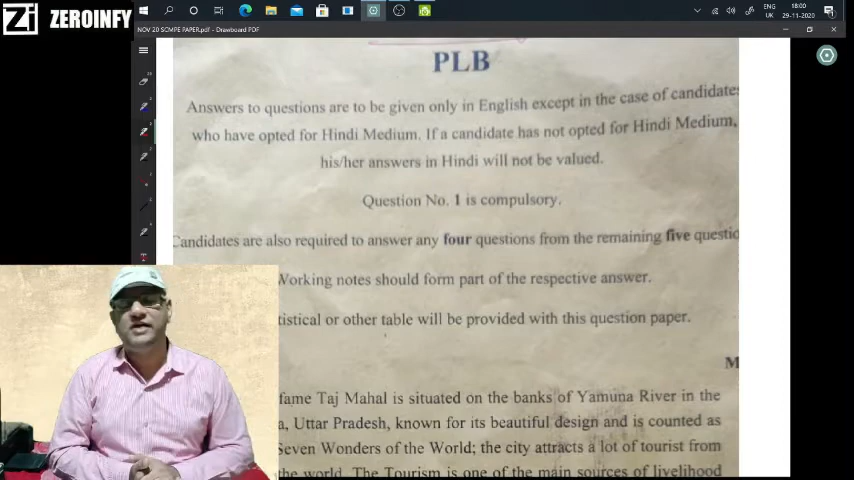 Zi ZEROINFY
ENG
UK
18:00
29-11-2020
NOV 20 SCMPE PAPER.pdf - Drawboard PDF
PLB
Answers to questions are to be given only in English except in the case of candidates
who have opted for Hindi Medium. If a candidate has not opted for Hindi Medium,
his/her answers in Hindi will not be valued.
Question No. 1 is compulsory.
Candidates are also required to answer any four questions from the remaining five questio
Working notes should form part of the respective answer.
tistical or other table will be provided with this question paper.
M
fame Taj Mahal is situated on the banks of Yamuna River in the
a, Uttar Pradesh, known for its beautiful design and is counted as
Seven Wonders of the World; the city attracts a lot of tourist from
the world. The Tourism is one of the main sources of livelihood